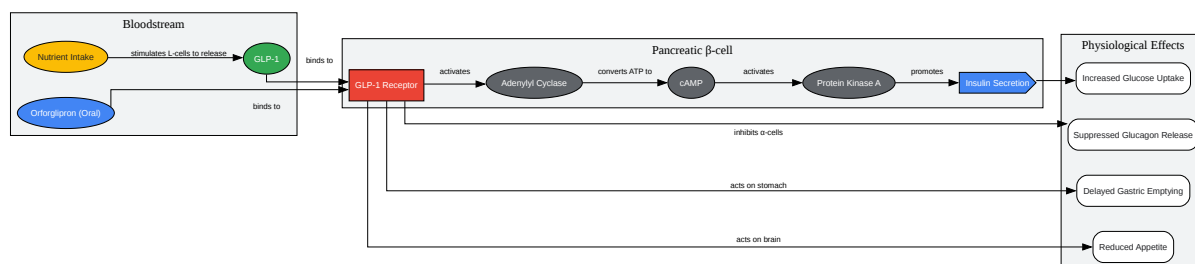 Bloodstream
Nutrient Intake
stimulates L-cells to release
GLP-1
Orforglipron (Oral)
binds to
binds to
Pancreatic β-cell
GLP-1 Receptor
activates
Adenylyl Cyclase
converts ATP to
cAMP
activates
Protein Kinase A
promotes
Insulin Secretion
inhibits α-cells
acts on stomach
acts on brain
Physiological Effects
Increased Glucose Uptake
Suppressed Glucagon Release
Delayed Gastric Emptying
Reduced Appetite